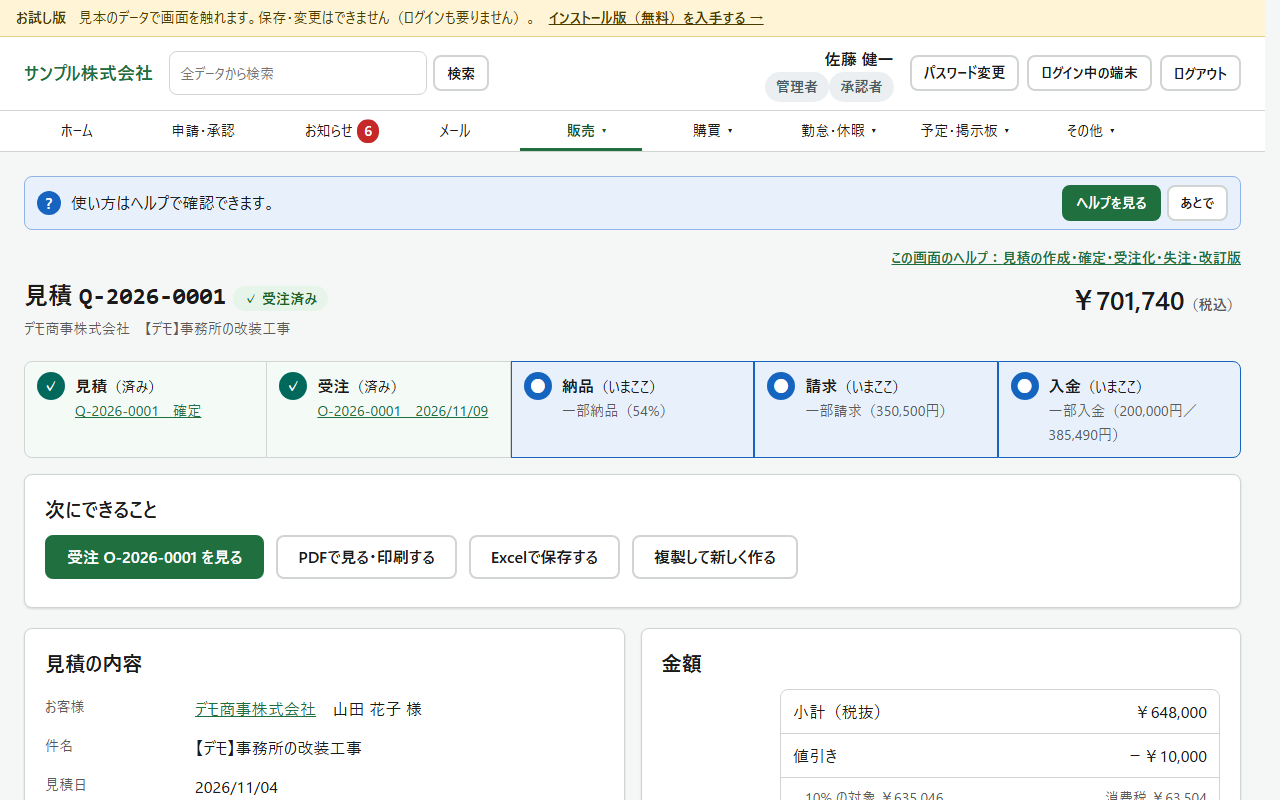 お試し版 見本のデータで画面を触れます。保存・変更はできません（ログインも要りません）。 インストール版（無料）を入手する →
サンプル株式会社 全データから検索 検索 佐藤 健一 管理者 承認者 パスワード変更 ログイン中の端末 ログアウト
ホーム 申請・承認 お知らせ 6 メール 販売 ▾ 購買 ▾ 勤怠・休暇 ▾ 予定・掲示板 ▾ その他 ▾
? 使い方はヘルプで確認できます。 ヘルプを見る あとで
この画面のヘルプ：見積の作成・確定・受注化・失注・改訂版
見積 Q-2026-0001 ✓ 受注済み ￥701,740（税込）
デモ商事株式会社 【デモ】事務所の改装工事
✓ 見積（済み）
Q-2026-0001 確定
✓ 受注（済み）
O-2026-0001 2026/11/09
納品（いまここ）
一部納品（54%）
請求（いまここ）
一部請求（350,500円）
入金（いまここ）
一部入金（200,000円／
385,490円）
次にできること
受注 O-2026-0001 を見る PDFで見る・印刷する Excelで保存する 複製して新しく作る
見積の内容
お客様 デモ商事株式会社 山田 花子 様
件名 【デモ】事務所の改装工事
見積日 2026/11/04
金額
小計（税抜） ￥648,000
値引き −￥10,000
10% の対象 ￥635,046 消費税 ￥63,504